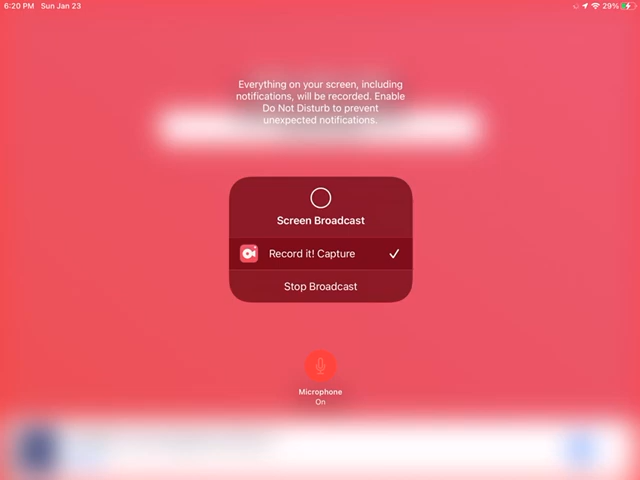 6:20 PM Sun Jan 23
29%
Everything on your screen, including
notifications, will be recorded. Enable
Do Not Disturb to prevent
unexpected notifications.
Screen Broadcast
Record it! Capture
Stop Broadcast
Microphone
On